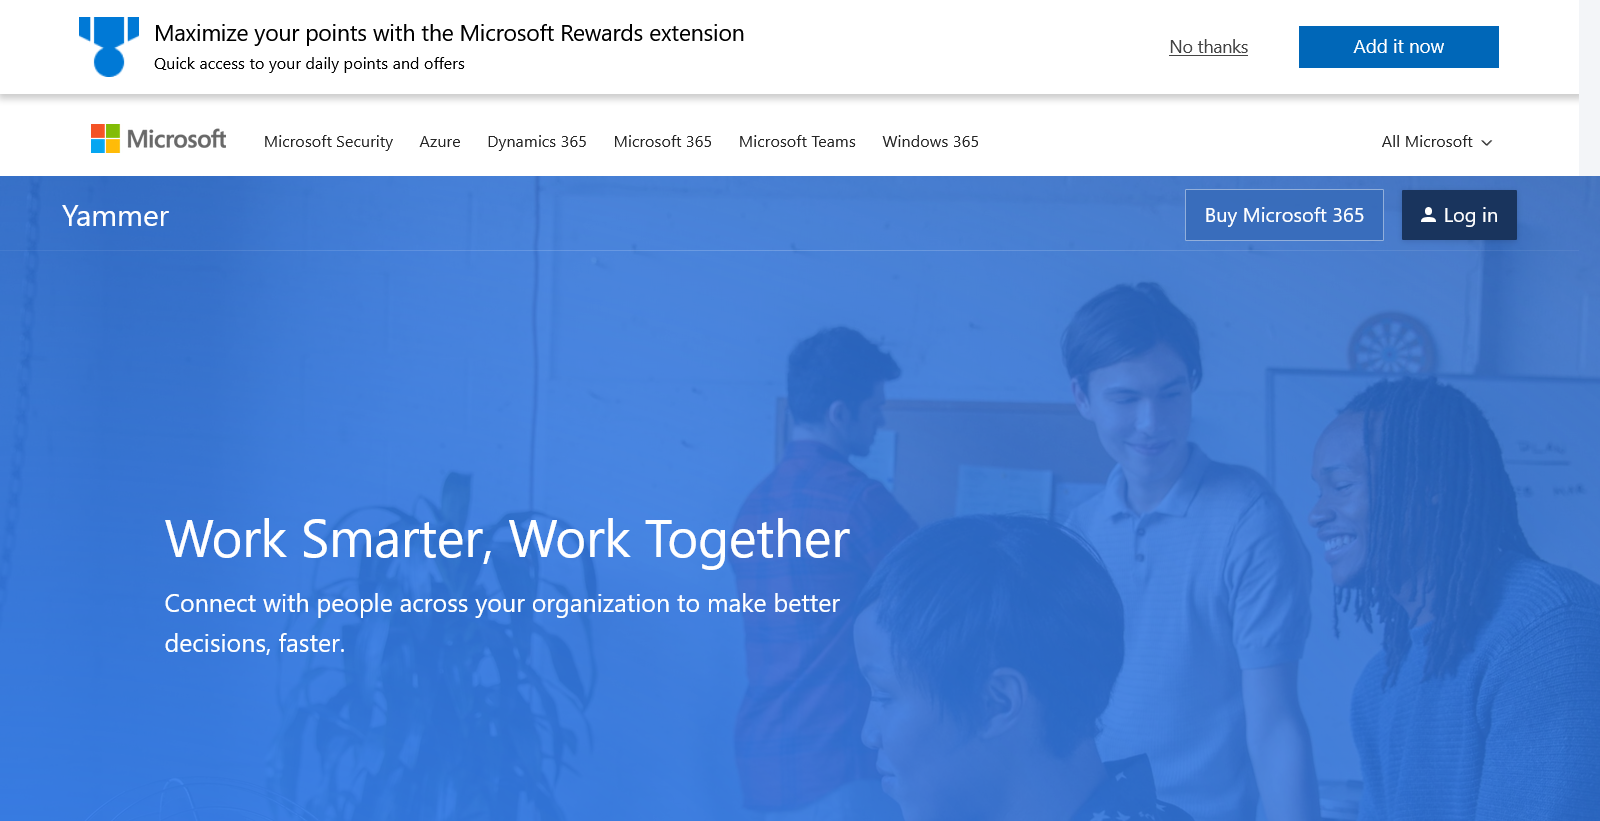 Maximize your points with the Microsoft Rewards extension
Quick access to your daily points and offers
No thanks
Add it now
Microsoft
Microsoft Security
Azure
Dynamics 365
Microsoft 365
Microsoft Teams
Windows 365
All Microsoft
Yammer
Buy Microsoft 365
Log in
Work Smarter, Work Together
Connect with people across your organization to make better
decisions, faster.